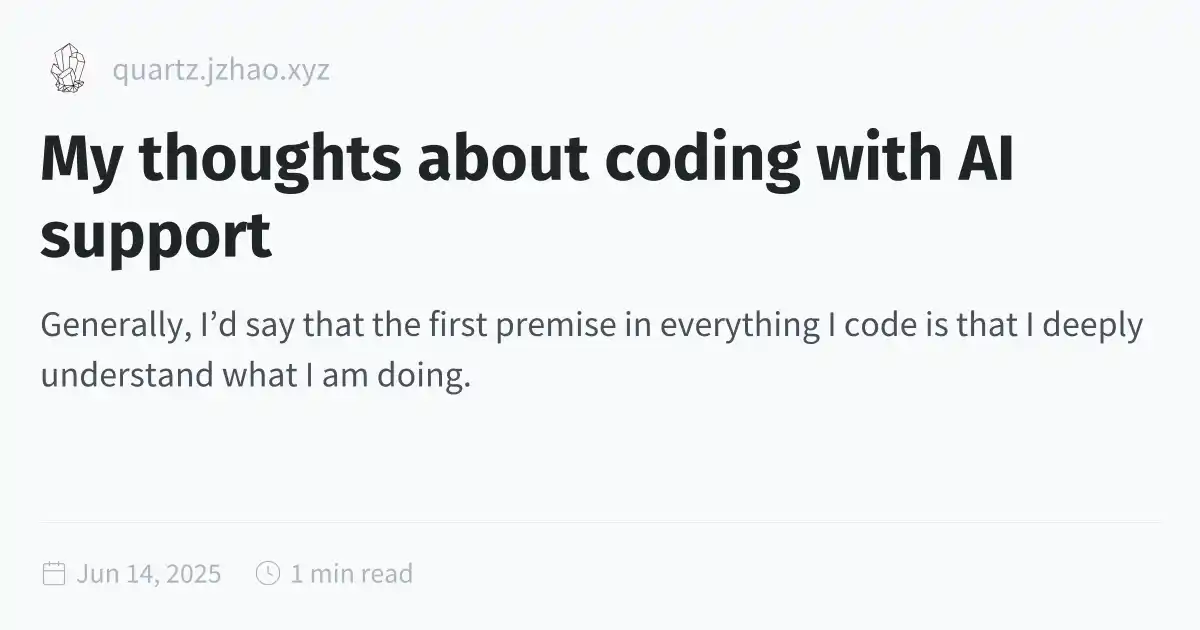 quartz.jzhao.xyz
My thoughts about coding with AI
support
Generally, I’d say that the first premise in everything I code is that I deeply
understand what I am doing.
Jun 14, 2025 1 min read